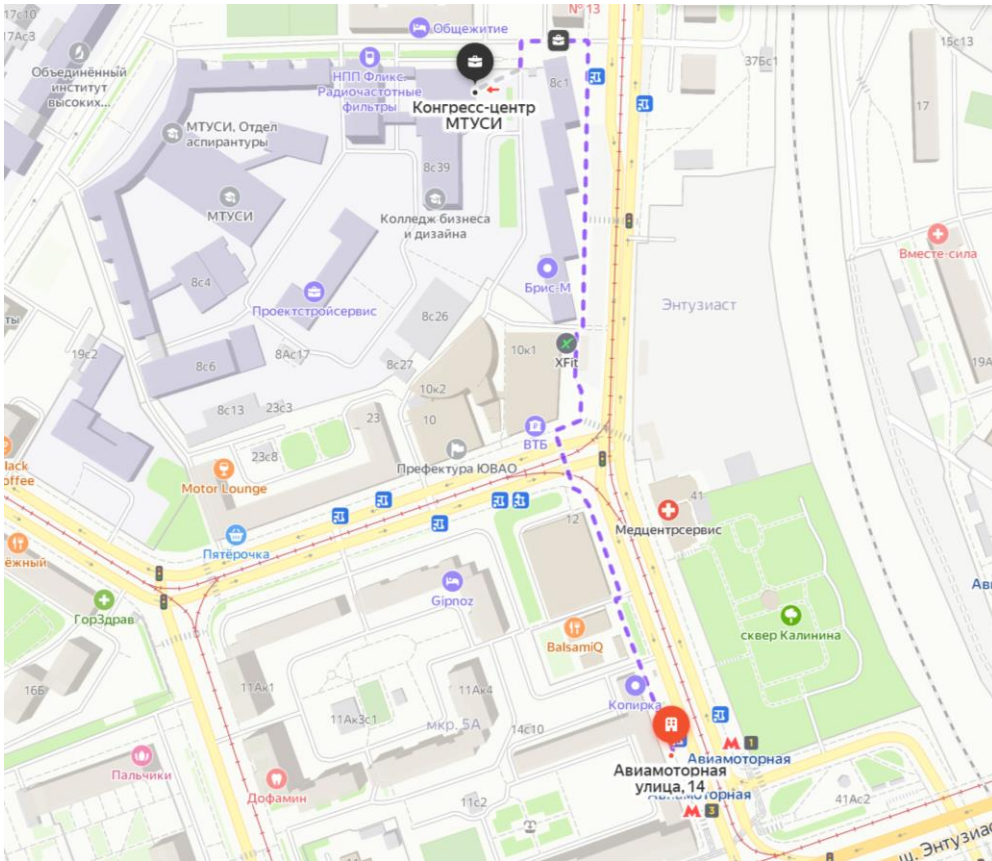 17с10
17Ас3
Объединённый
институт
высоких...
Общежитие
№ 13
НПП Фликс,
Радиочастотные
фильтры
Конгресс-центр
МТУСИ
8с1
37Бс1
15с13
17
МТУСИ, Отдел
аспирантуры
8с39
МТУСИ
Колледж бизнеса
и дизайна
Вместе-сила
8с4
Брис-М
Проектстройсервис
Энтузиаст
8с26
19с2
8Ас17
10к1
XFit
8с6
8с27
19А
10к2
8с13
23с3
23
10
ВТБ
23с8
Префектура ЮВАО
Motor Lounge
41
12
Медцентрсервис
Пятёрочка
Gipnoz
ГорЗдрав
сквер Калинина
BalsamiQ
16Б
11Ак1
11Ак4
11Ак3с1
Копирка
мкр. 5А
14с10
М 1
Авиамоторная
Пальчики
Авиамоторная
улица, 14
Авиамоторная
М 3
Дофамин
11с2
41Ас2
ш. Энтузиаст